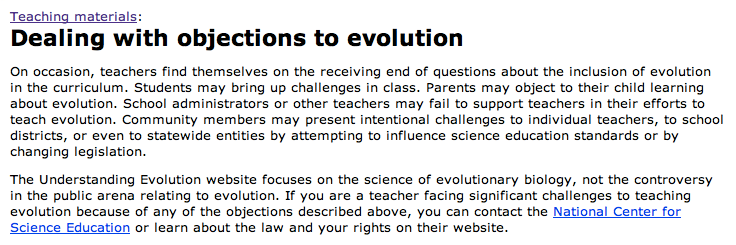 Teaching materials:
Dealing with objections to evolution
On occasion, teachers find themselves on the receiving end of questions about the inclusion of evolution
in the curriculum. Students may bring up challenges in class. Parents may object to their child learning
about evolution. School administrators or other teachers may fail to support teachers in their efforts to
teach evolution. Community members may present intentional challenges to individual teachers, to school
districts, or even to statewide entities by attempting to influence science education standards or by
changing legislation.
The Understanding Evolution website focuses on the science of evolutionary biology, not the controversy
in the public arena relating to evolution. If you are a teacher facing significant challenges to teaching
evolution because of any of the objections described above, you can contact the National Center for
Science Education or learn about the law and your rights on their website.